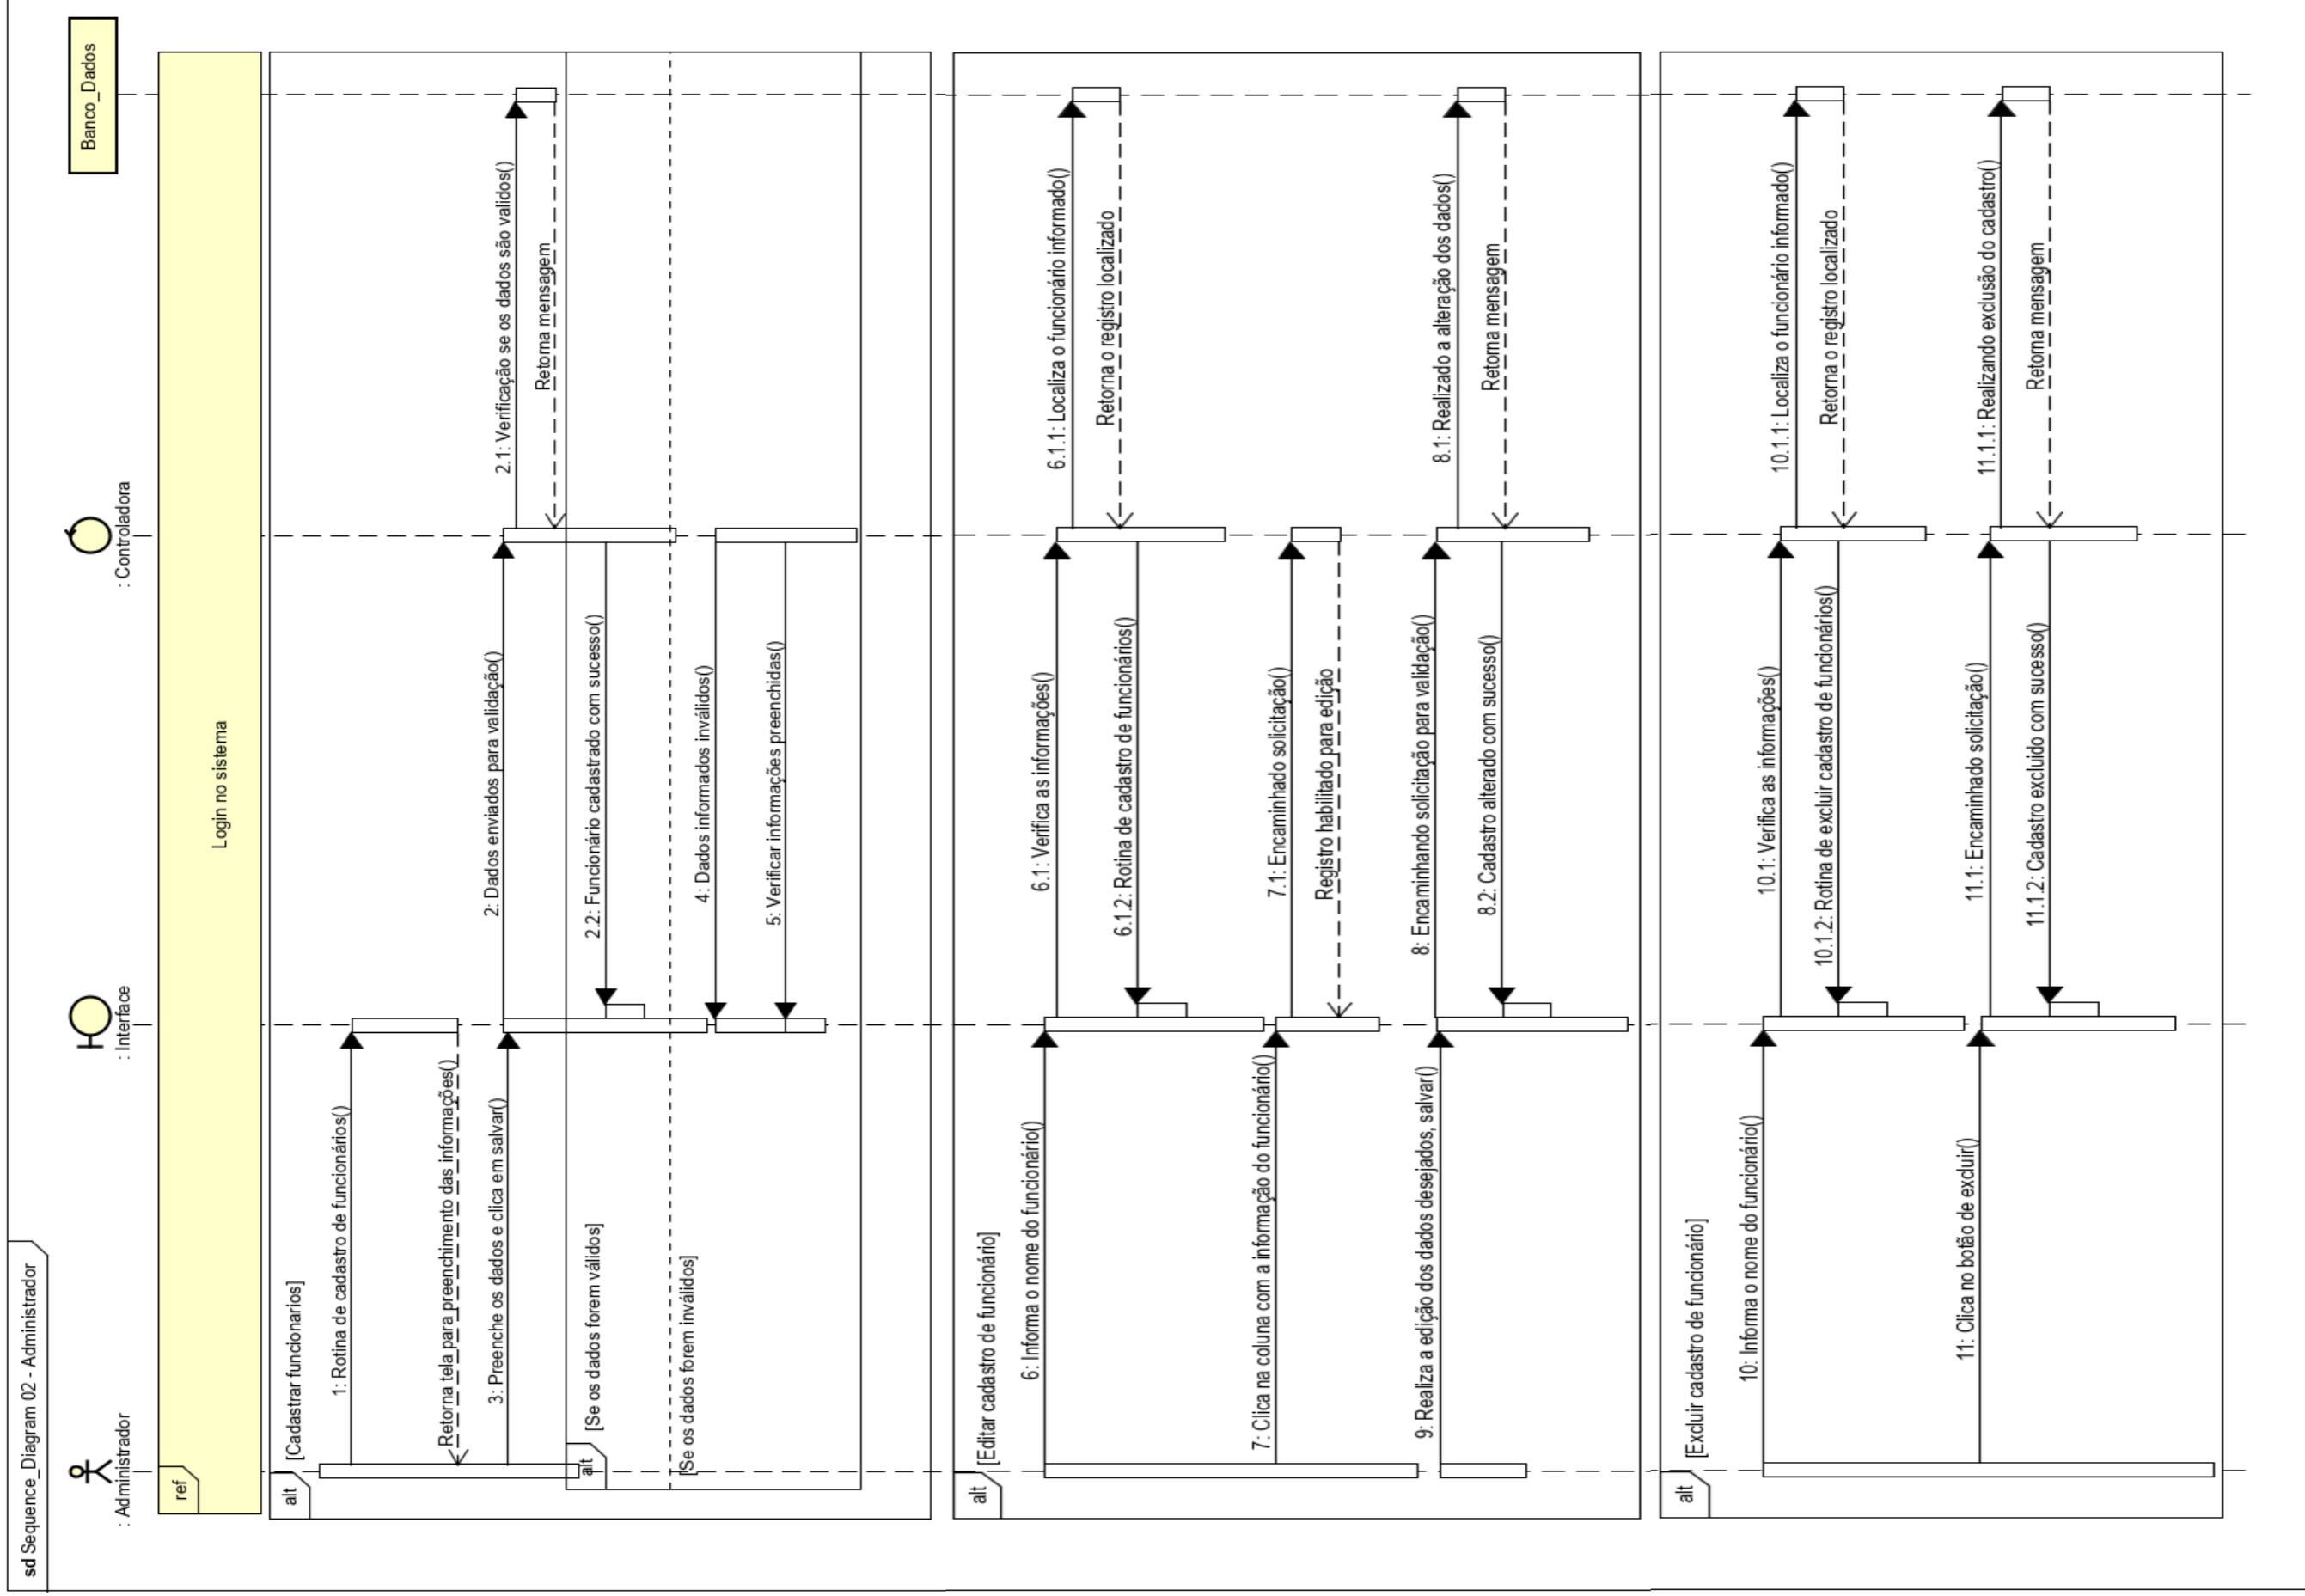 sd Sequence_Diagram 02 - Administrador
: Administrador
: Interface
: Controladora
Banco_Dados
ref
Login no sistema
alt
[Cadastrar funcionarios]
1: Rotina de cadastro de funcionários()
Retorna tela para preenchimento das informações()
3: Preenche os dados e clica em salvar()
2: Dados enviados para validação()
2.1: Verificação se os dados são validos()
Retorna mensagem
alt
[Se os dados forem válidos]
2.2: Funcionário cadastrado com sucesso()
[Se os dados forem inválidos]
4: Dados informados inválidos()
5: Verificar informações preenchidas()
alt
[Editar cadastro de funcionário]
6: Informa o nome do funcionário()
6.1: Verifica as informações()
6.1.1: Localiza o funcionário informado()
Retorna o registro localizado
6.1.2: Rotina de cadastro de funcionários()
7: Clica na coluna com a informação do funcionário()
7.1: Encaminhado solicitação()
Registro habilitado para edição
9: Realiza a edição dos dados desejados, salvar()
8: Encaminhando solicitação para validação()
8.1: Realizado a alteração dos dados()
Retorna mensagem
8.2: Cadastro alterado com sucesso()
alt
[Excluir cadastro de funcionário]
10: Informa o nome do funcionário()
10.1: Verifica as informações()
10.1.1: Localiza o funcionário informado()
Retorna o registro localizado
10.1.2: Rotina de excluir cadastro de funcionários()
11: Clica no botão de excluir()
11.1: Encaminhado solicitação()
11.1.1: Realizando exclusão do cadastro()
Retorna mensagem
11.1.2: Cadastro excluido com sucesso()